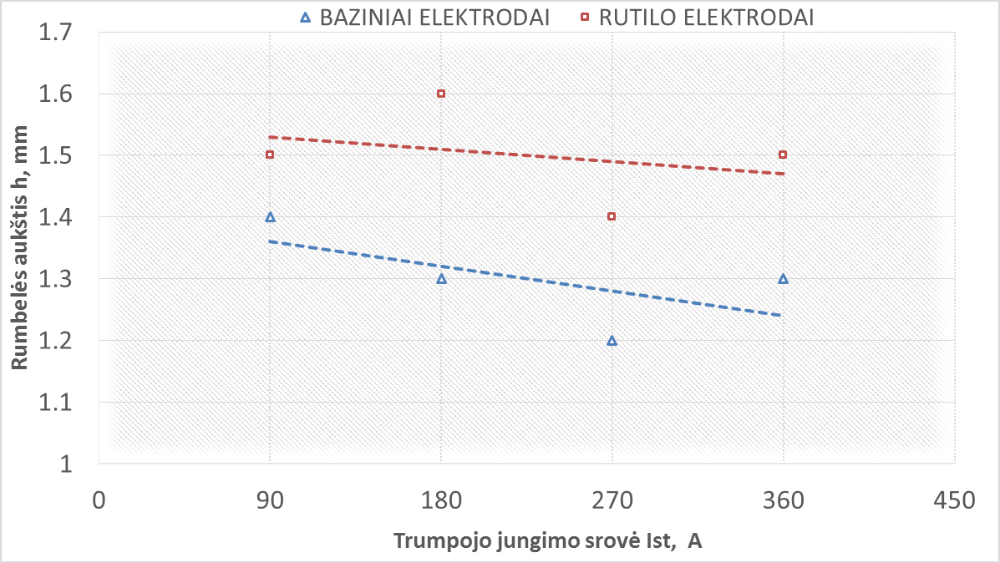 BAZINIAI ELEKTRODAI RUTILO ELEKTRODAI
1.7
1.6
1.5
1.4
1.3
1.2
1.1
1
Rumbelės aukštis h, mm
0 90 180 270 360 450
Trumpojo jungimo srovė Ist, A